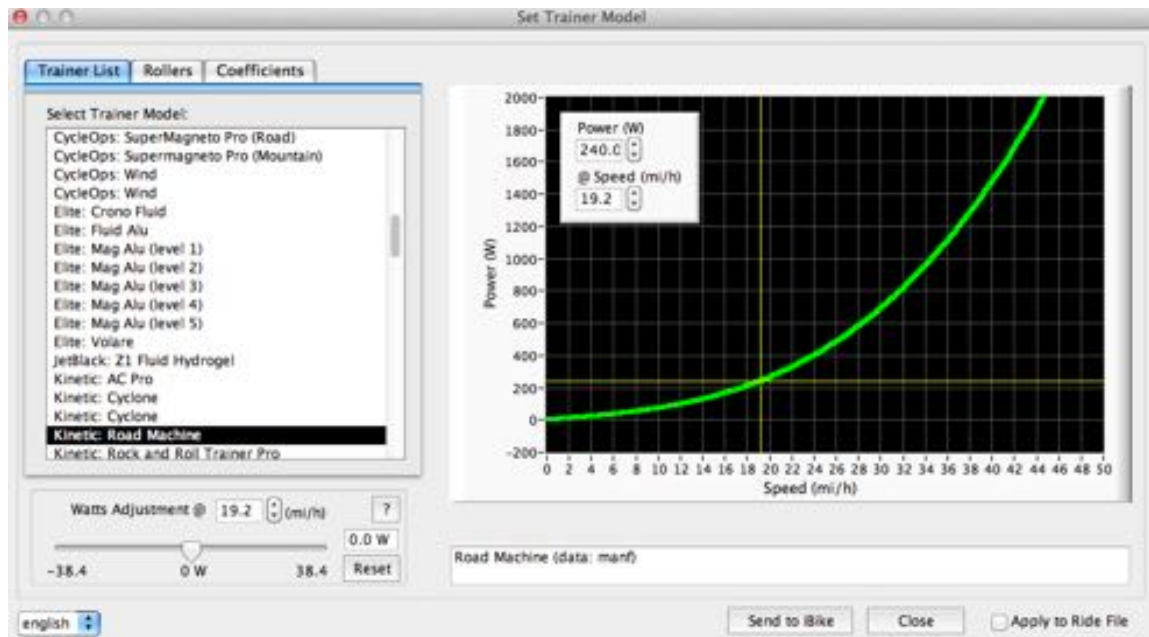 Set Trainer Model
Trainer List Rollers Coefficients
Select Trainer Model:
CycleOps: SuperMagneto Pro (Road)
CycleOps: Supermagneto Pro (Mountain)
CycleOps: Wind
CycleOps: Wind
Elite: Crono Fluid
Elite: Fluid Alu
Elite: Mag Alu (level 1)
Elite: Mag Alu (level 2)
Elite: Mag Alu (level 3)
Elite: Mag Alu (level 4)
Elite: Mag Alu (level 5)
Elite: Volare
JetBlack: Z1 Fluid Hydrogel
Kinetic: AC Pro
Kinetic: Cyclone
Kinetic: Cyclone
Kinetic: Road Machine
Kinetic: Rock and Roll Trainer Pro
Watts Adjustment @ 19.2 (mi/h) ?
0.0 W
-38.4 0 W 38.4 Reset
english
2000
1800
1600
1400
1200
1000
800
600
400
200
0
-200
Power (W)
Power (W)
240.0
@ Speed (mi/h)
19.2
0 2 4 6 8 10 12 14 16 18 20 22 24 26 28 30 32 34 36 38 40 42 44 46 48 50
Speed (mi/h)
Road Machine (data: manf)
Send to iBike Close Apply to Ride File